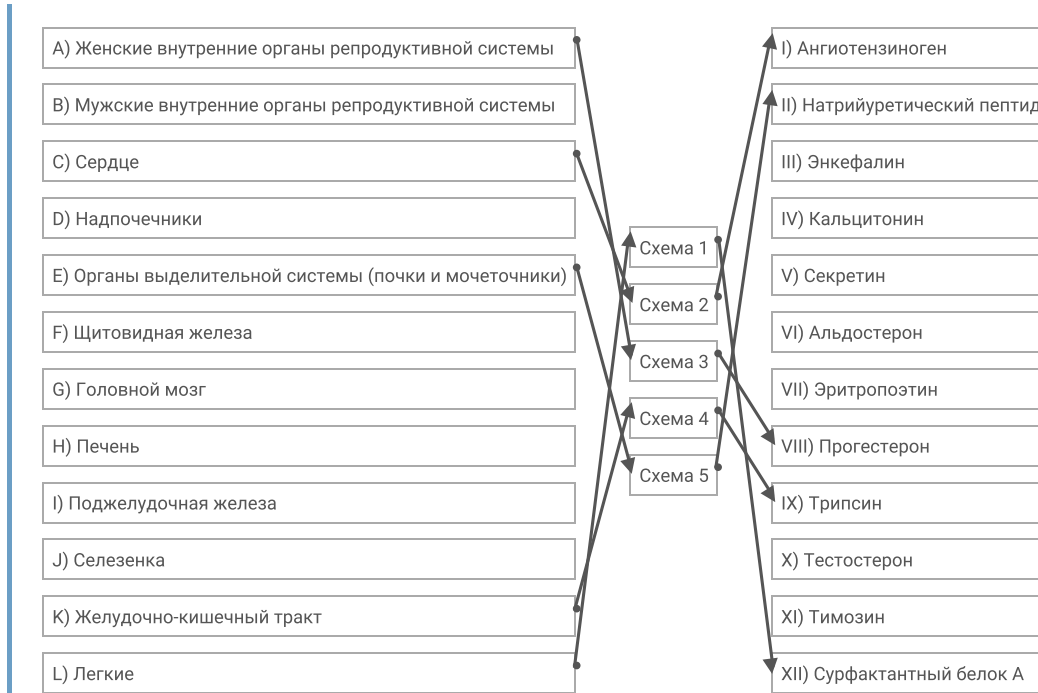 A) Женские внутренние органы репродуктивной системы
B) Мужские внутренние органы репродуктивной системы
C) Сердце
D) Надпочечники
E) Органы выделительной системы (почки и мочеточники)
F) Щитовидная железа
G) Головной мозг
H) Печень
I) Поджелудочная железа
J) Селезенка
K) Желудочно-кишечный тракт
L) Легкие
Схема 1
Схема 2
Схема 3
Схема 4
Схема 5
I) Ангиотензиноген
II) Натрийуретический пептид
III) Энкефалин
IV) Кальцитонин
V) Секретин
VI) Альдостерон
VII) Эритропоэтин
VIII) Прогестерон
IX) Трипсин
X) Тестостерон
XI) Тимозин
XII) Сурфактантный белок А